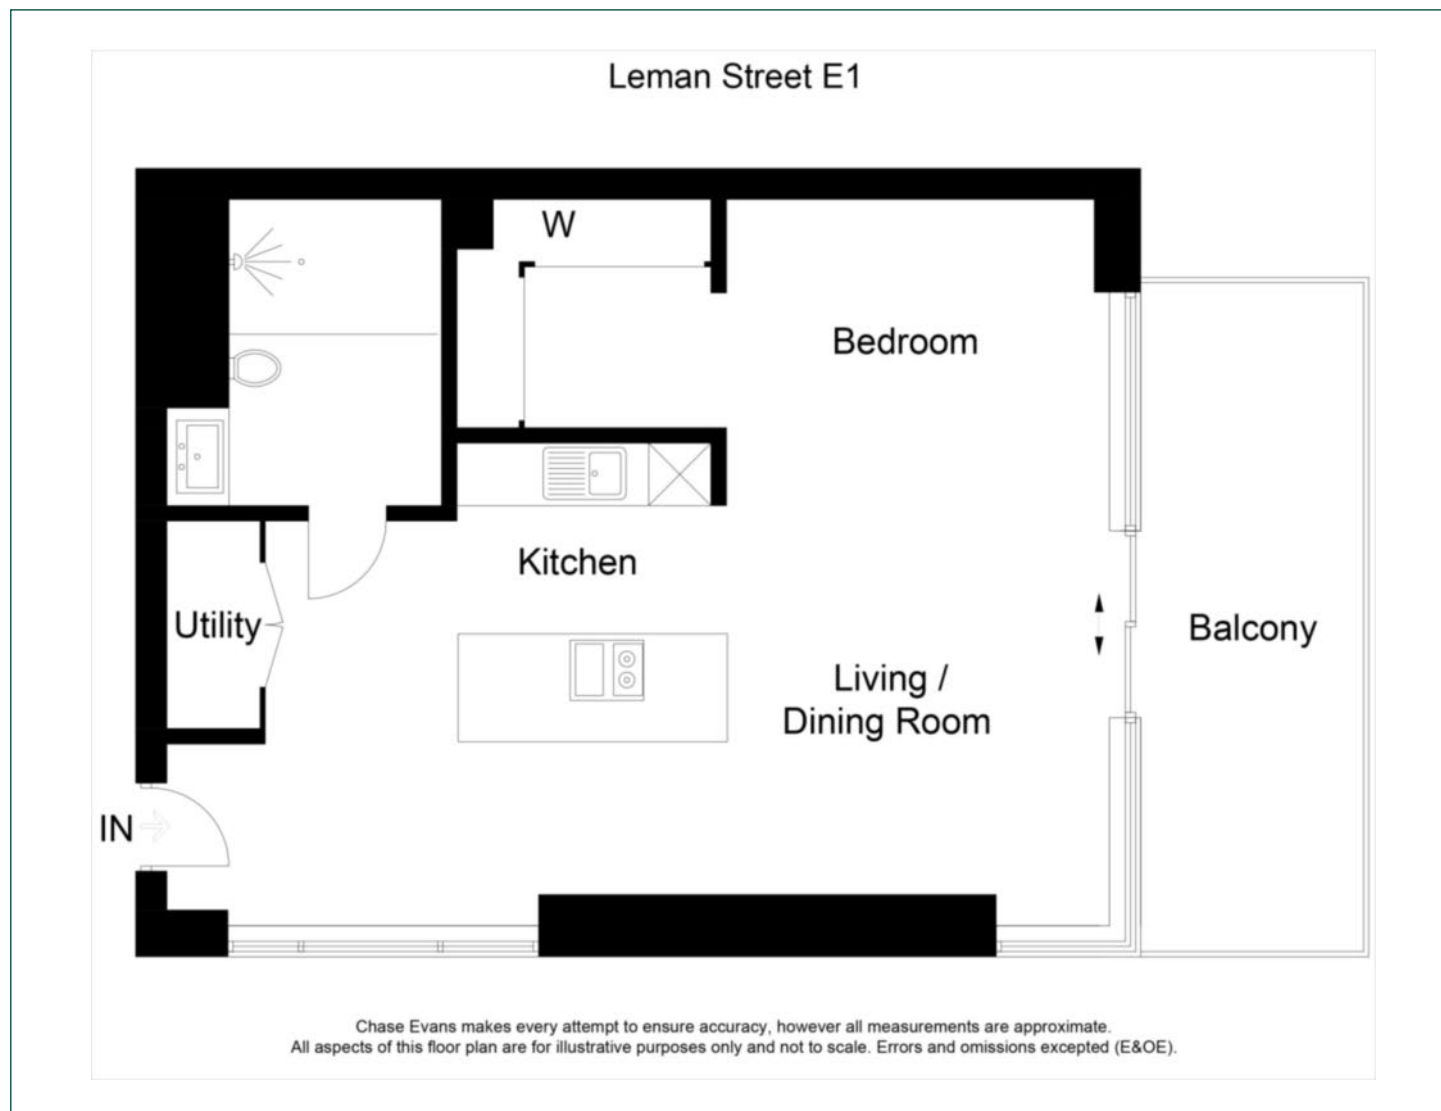 Leman Street E1
W
Bedroom
Kitchen
Utility
Living /
Dining Room
Balcony
IN
Chase Evans makes every attempt to ensure accuracy, however all measurements are approximate.
All aspects of this floor plan are for illustrative purposes only and not to scale. Errors and omissions excepted (E&OE).